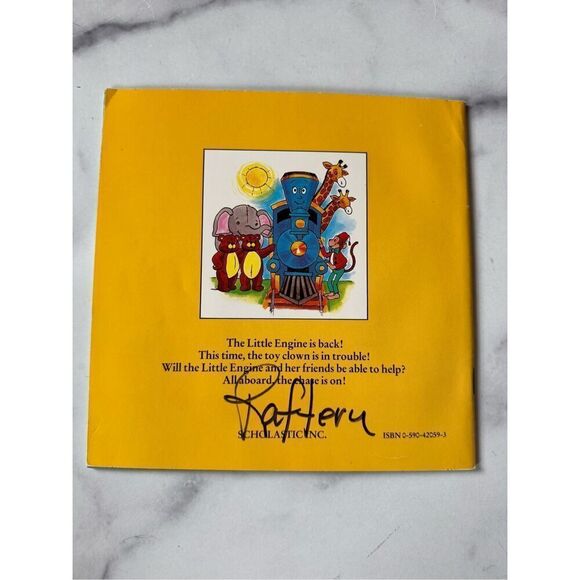 The Little Engine is back!
This time, the toy clown is in trouble!
Will the Little Engine and her friends be able to help?
All aboard, the chase is on!
Raftery
SCHOLASTIC INC.
ISBN 0-590-42059-3